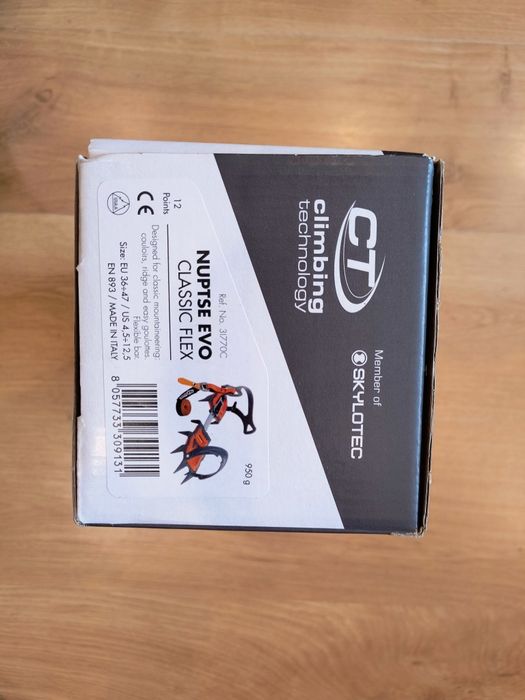 CT
climbing
technology
Member of
SKYLOTEC
Ref. No. 3I770C
NUPTSE EVO
CLASSIC FLEX
12
Points
CE
Designed for classic mountaineering
couloirs, ridge and easy goulottes.
Flexible bar.
Size: EU 36÷47 / US 4,5÷12,5
EN 893 / MADE IN ITALY
950 g
8 057733 309131